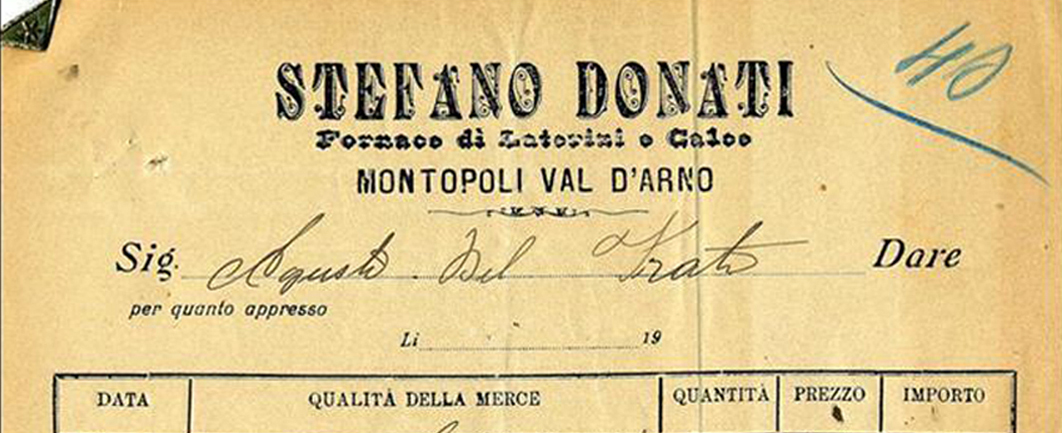 40
STEFANO DONATI
Fornace di Laterizi e Calce
MONTOPOLI VAL D'ARNO
Sig. Agusto Del Prato Dare
per quanto appresso
Li 19
DATA QUALITÀ DELLA MERCE QUANTITÀ PREZZO IMPORTO